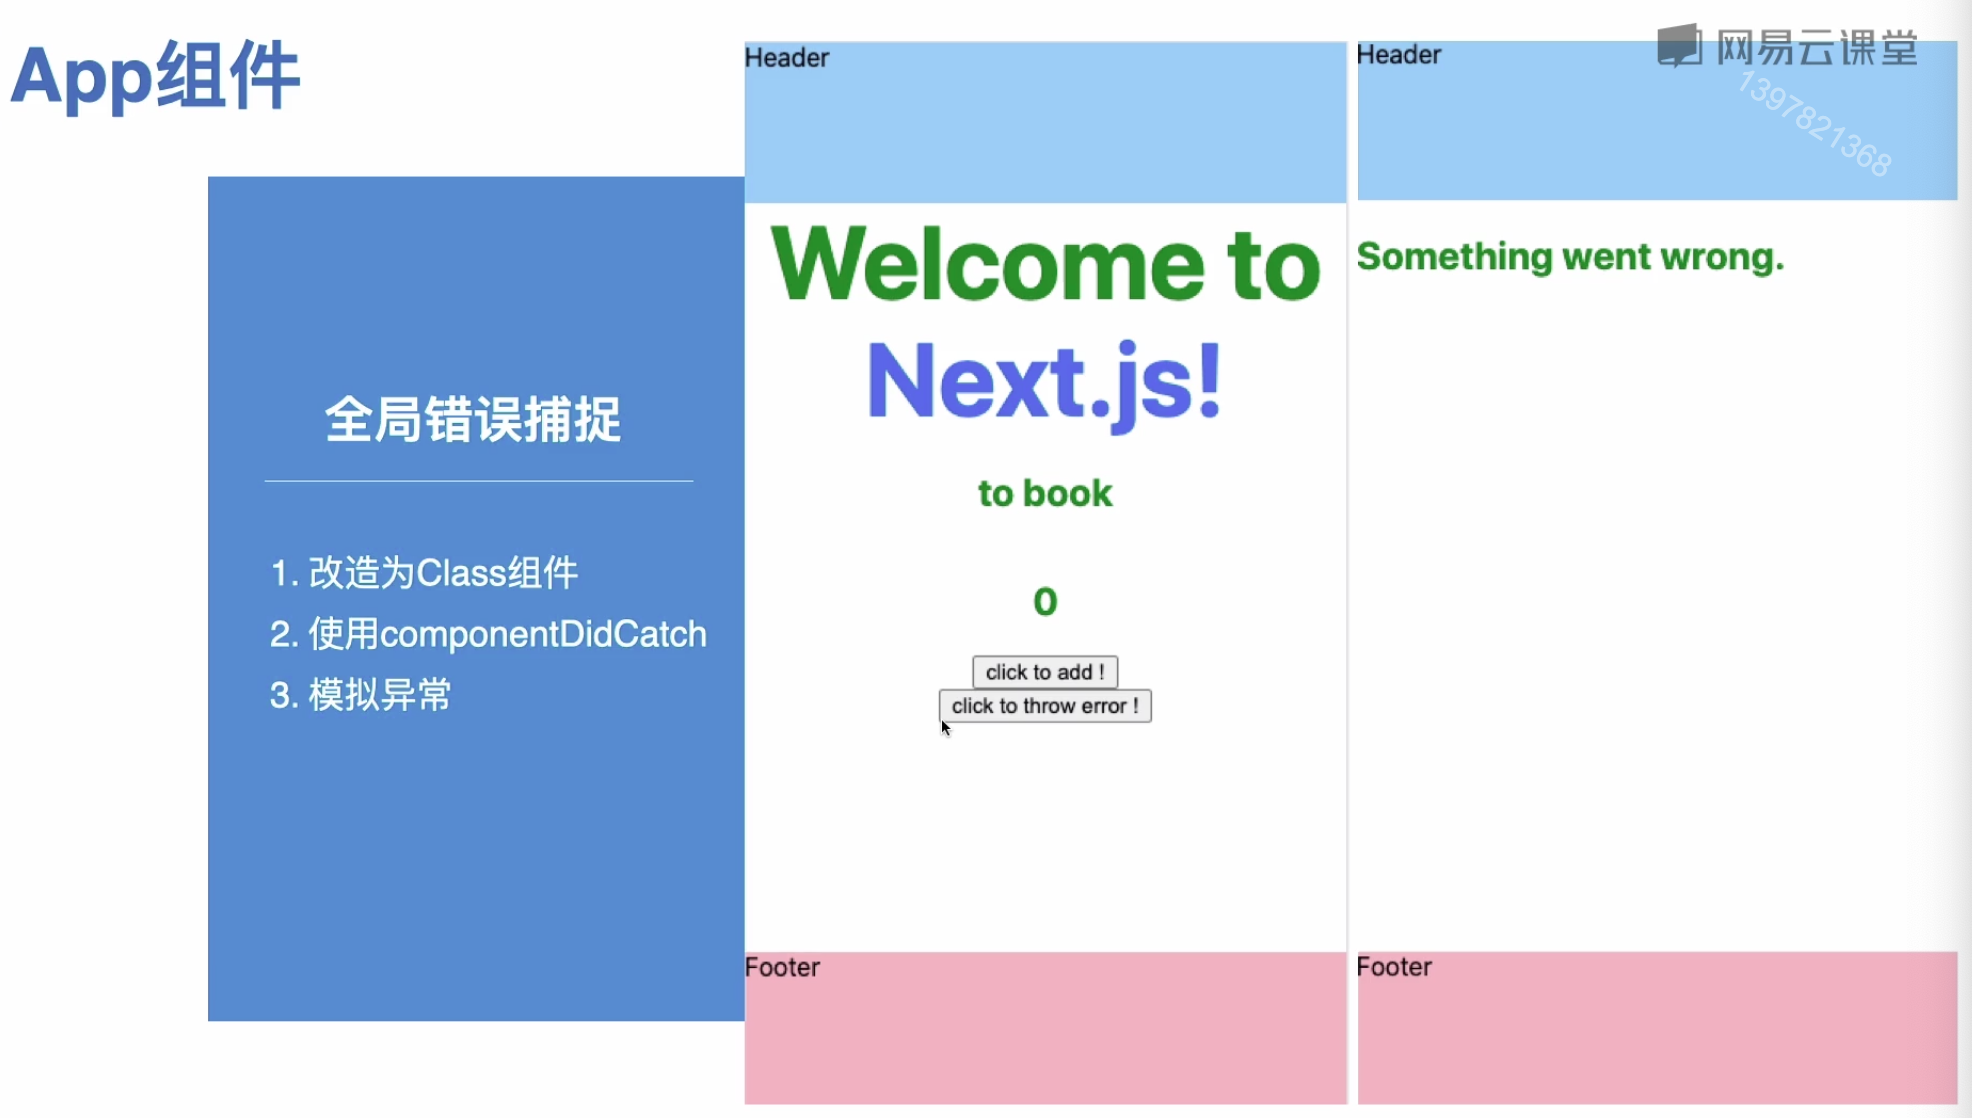 App组件
全局错误捕捉
1. 改造为Class组件
2. 使用componentDidCatch
3. 模拟异常
Header
Welcome to
Next.js!
to book
0
click to add !
click to throw error !
Footer
Header
网易云课堂
1397821368
Something went wrong.
Footer